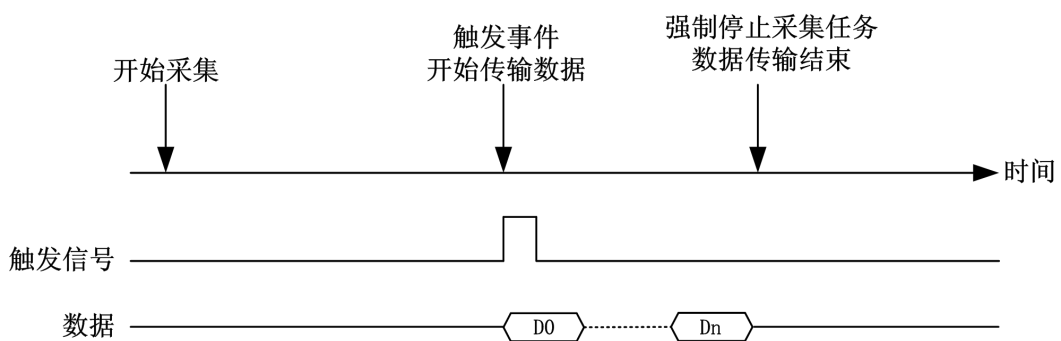 开始采集
触发事件
开始传输数据
强制停止采集任务
数据传输结束
时间
触发信号
数据
D0
Dn